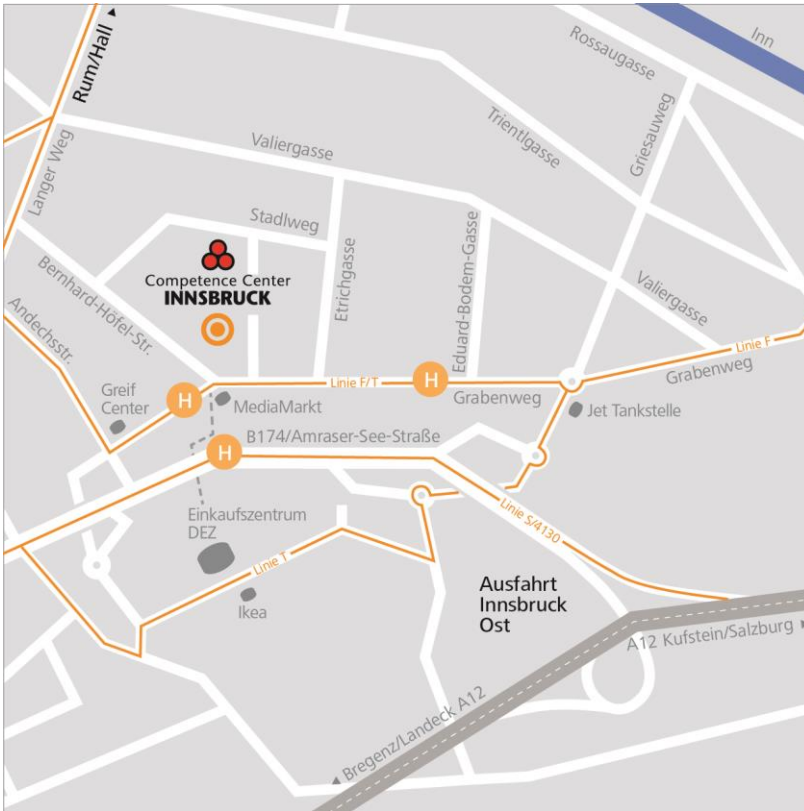 Inn
Rossaugasse
Rum/Hall
Trientlgasse
Griesauweg
Langer Weg
Valiergasse
Stadlweg
Eduard-Bodem-Gasse
Etrichgasse
Competence Center
INNSBRUCK
Bernhard-Höfel-Str.
Valiergasse
Andechsstr.
Linie F
Grabenweg
Linie F/T
H
Grabenweg
Greif
Center
H
MediaMarkt
Jet Tankstelle
B174/Amraser-See-Straße
H
Linie S/4130
Einkaufszentrum
DEZ
Linie T
Ikea
Ausfahrt
Innsbruck
Ost
A12 Kufstein/Salzburg
Bregenz/Landeck A12